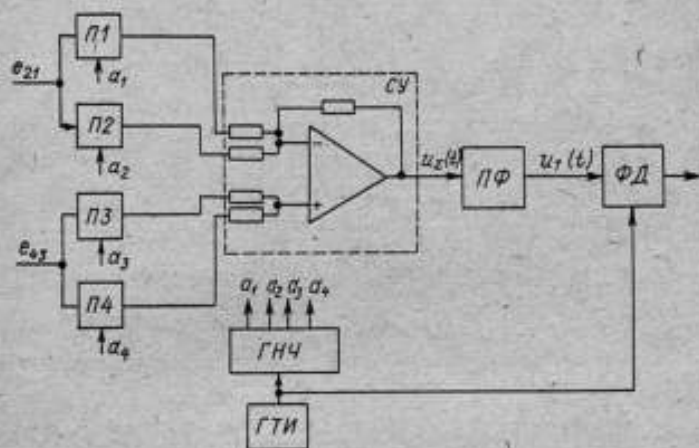 П1
СУ
e₂₁
a₁
П2
−
u_Σ(t)
ПФ
u₁(t)
ФД
a₂
+
П3
e₄₃
a₃
a₁ a₂ a₃ a₄
П4
ГНЧ
a₄
ГТИ